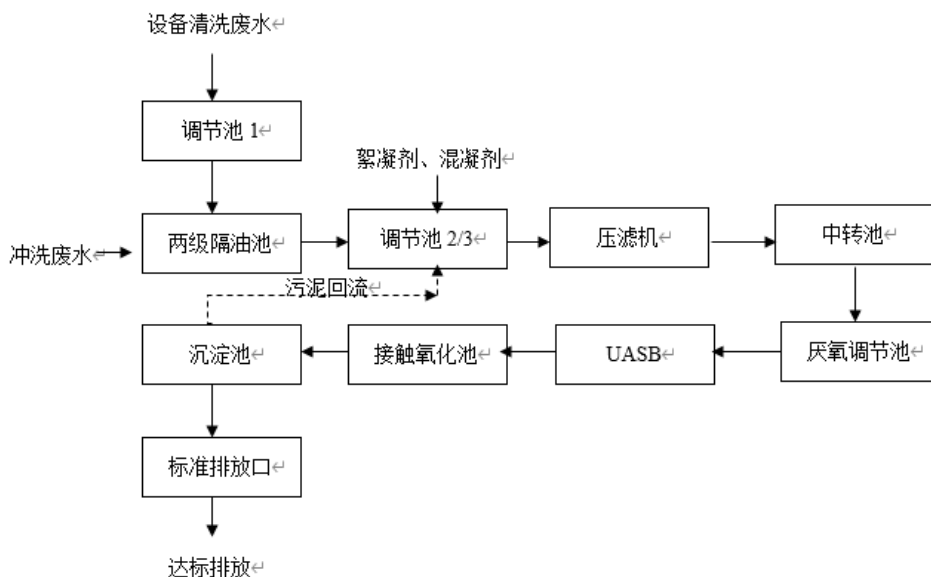 设备清洗废水↵
调节池 1↵
絮凝剂、混凝剂↵
冲洗废水↵
两级隔油池↵
调节池 2/3↵
压滤机↵
中转池↵
污泥回流↵
沉淀池↵
接触氧化池↵
UASB↵
厌氧调节池↵
标准排放口↵
达标排放↵